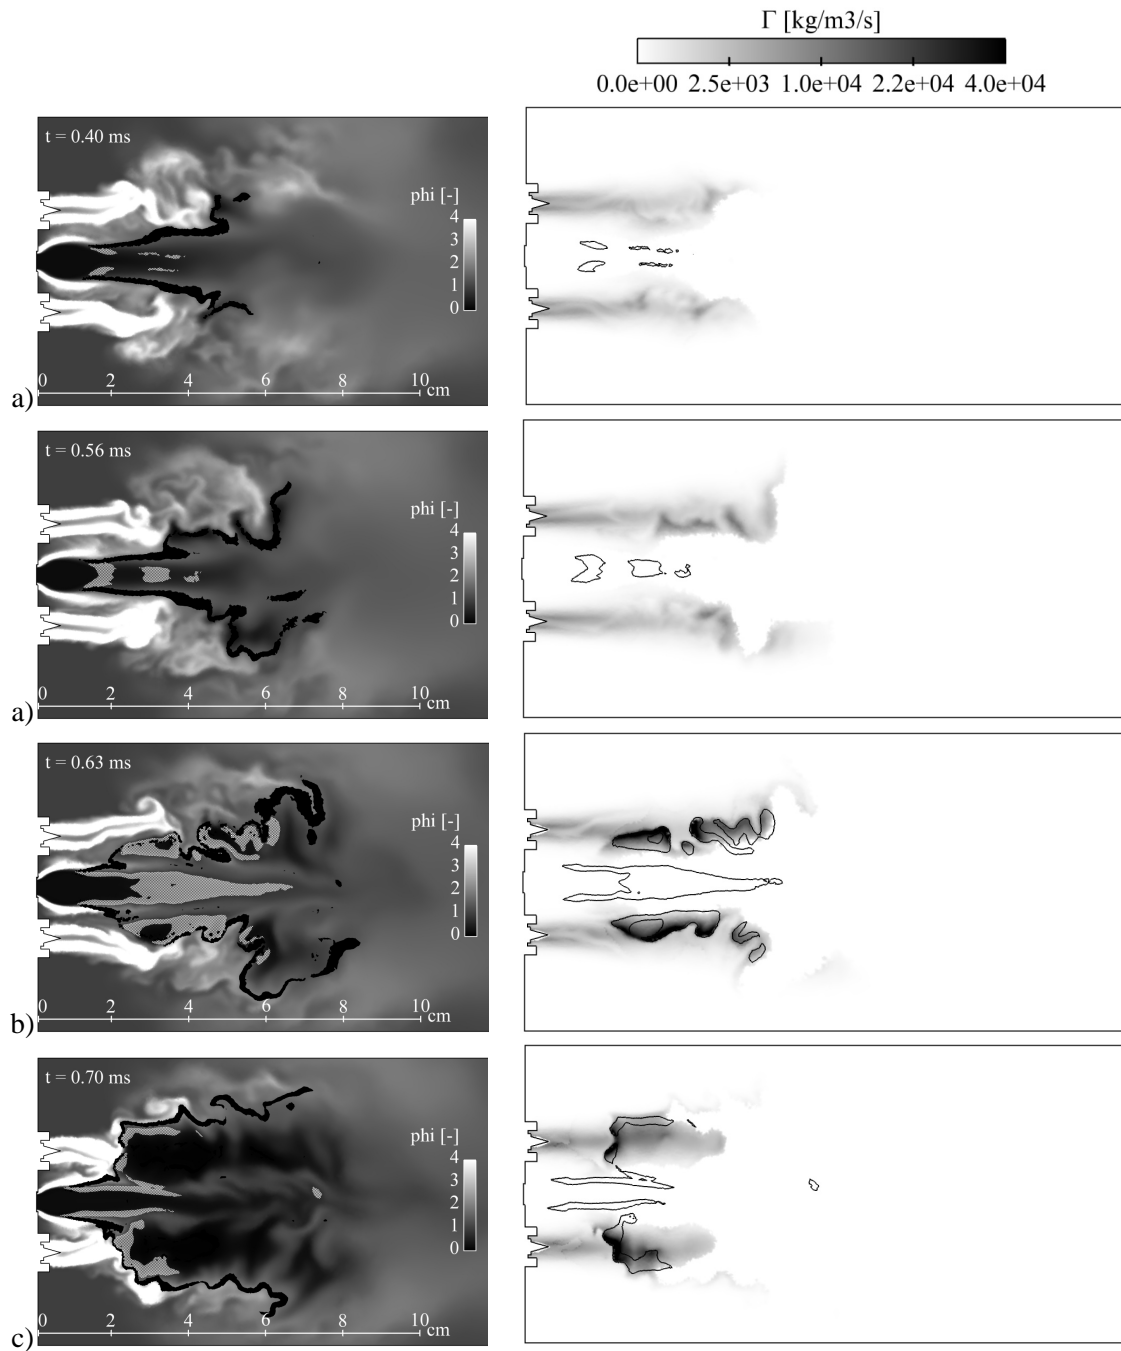 Γ [kg/m3/s]
0.0e+00 2.5e+03 1.0e+04 2.2e+04 4.0e+04
t = 0.40 ms
phi [-]
4
3
2
1
0
0 2 4 6 8 10
cm
a)
t = 0.56 ms
phi [-]
4
3
2
1
0
0 2 4 6 8 10
cm
a)
t = 0.63 ms
phi [-]
4
3
2
1
0
0 2 4 6 8 10
cm
b)
t = 0.70 ms
phi [-]
4
3
2
1
0
0 2 4 6 8 10
cm
c)